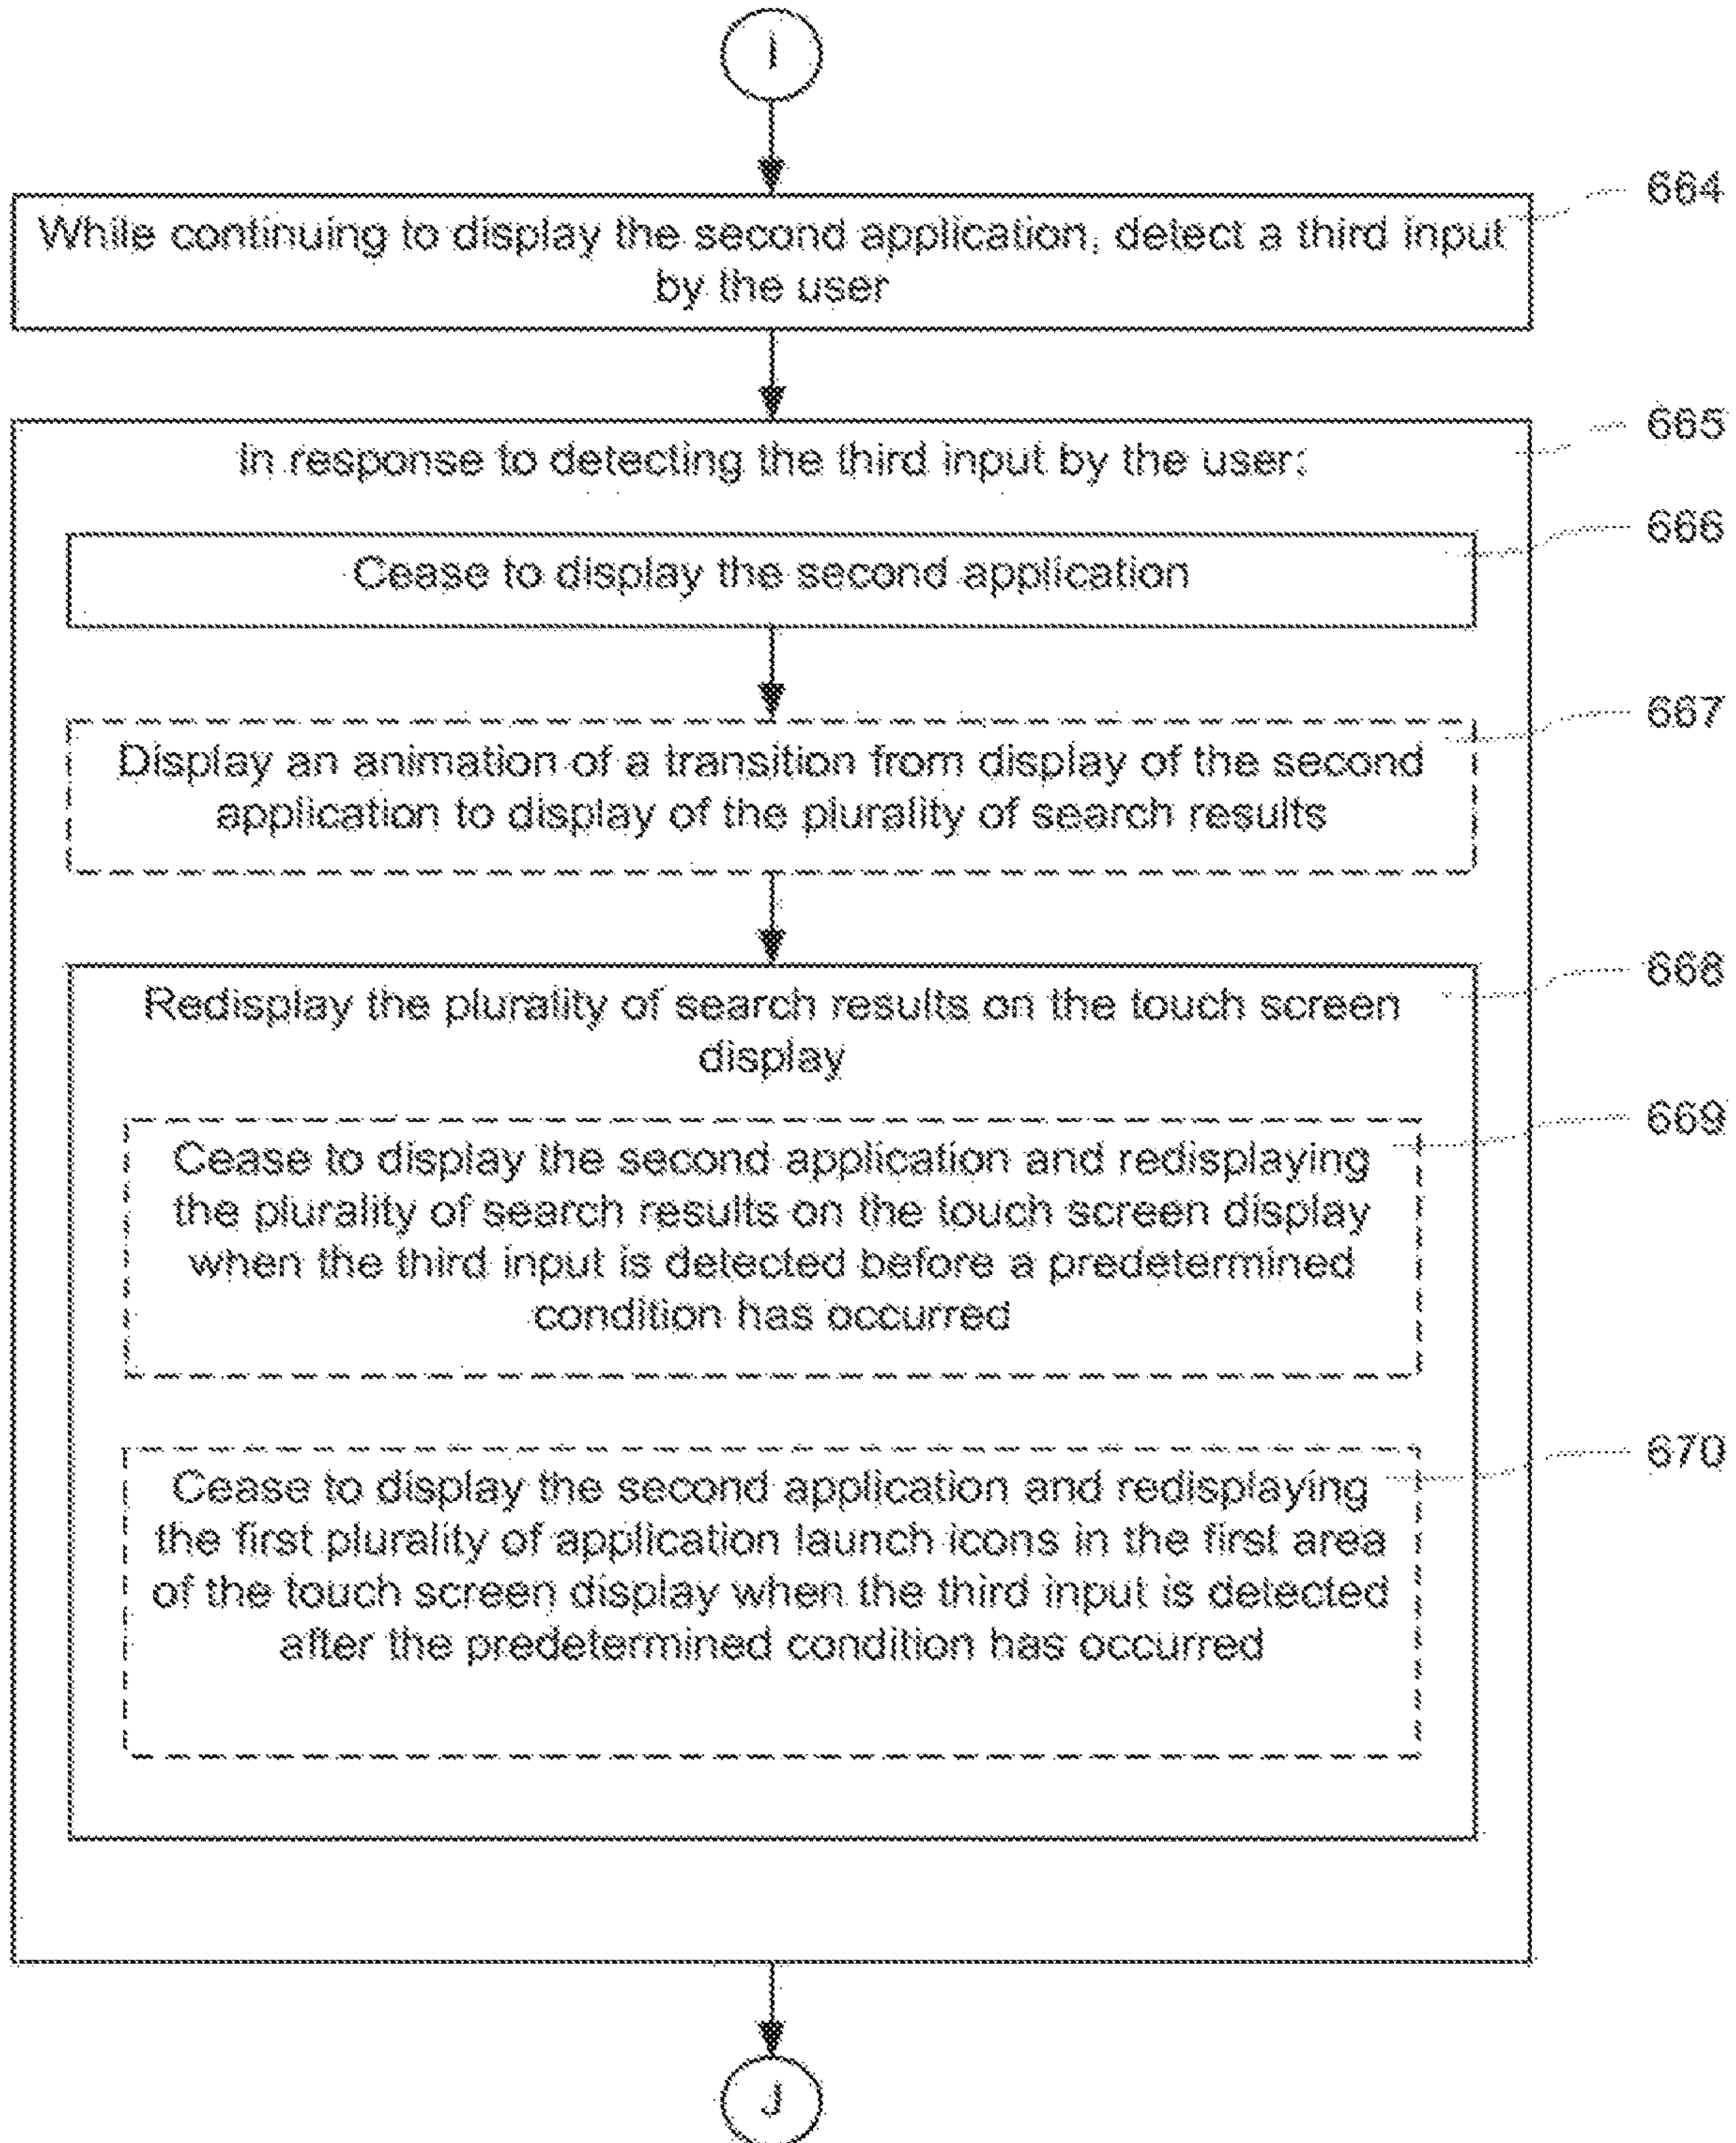 I
664
While continuing to display the second application, detect a third input
by the user
665
In response to detecting the third input by the user:
666
Cease to display the second application
667
Display an animation of a transition from display of the second
application to display of the plurality of search results
668
Redisplay the plurality of search results on the touch screen
display
669
Cease to display the second application and redisplaying
the plurality of search results on the touch screen display
when the third input is detected before a predetermined
condition has occurred
670
Cease to display the second application and redisplaying
the first plurality of application launch icons in the first area
of the touch screen display when the third input is detected
after the predetermined condition has occurred
J